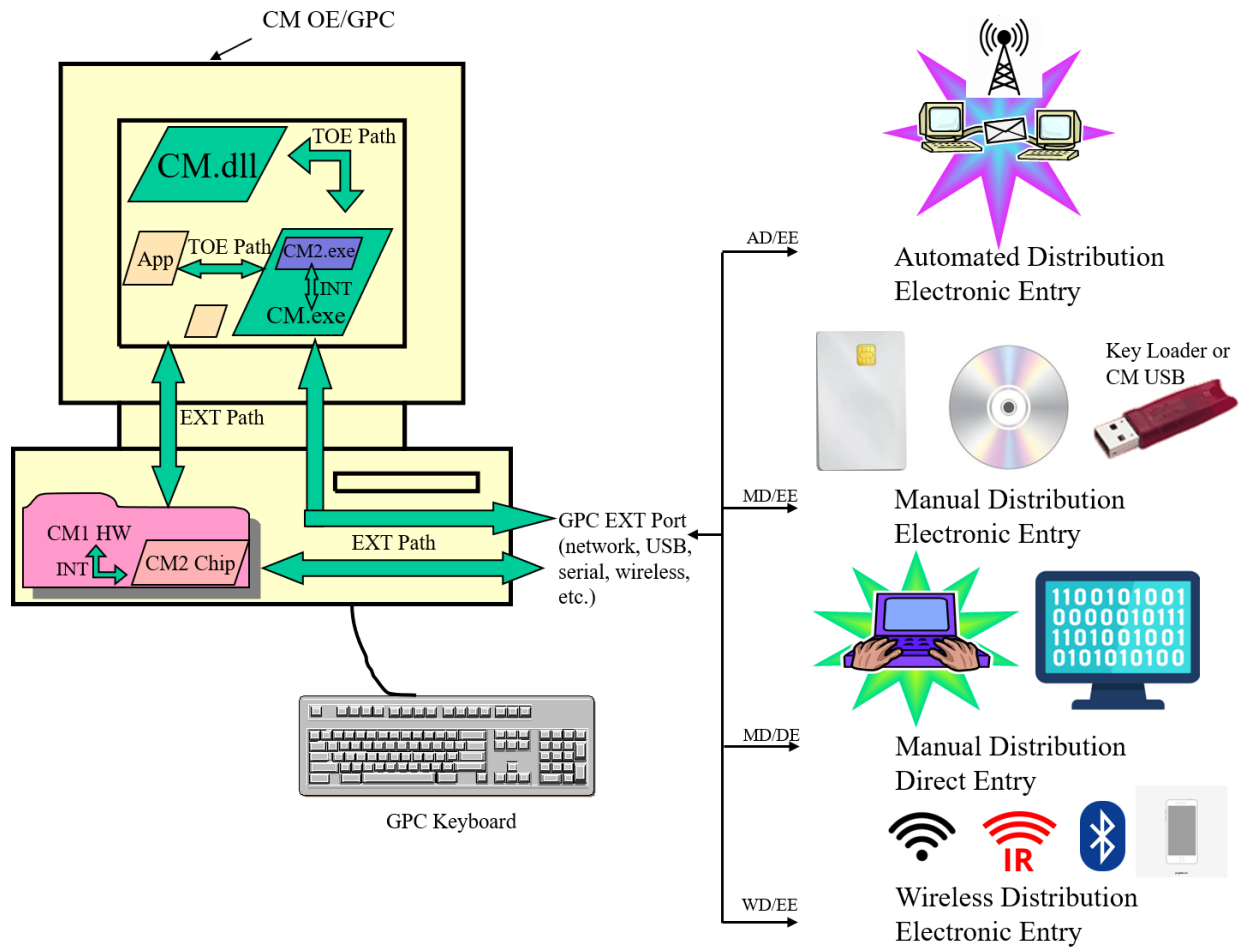 CM OE/GPC
CM.dll
TOE Path
App
TOE Path
CM2.exe
INT
CM.exe
EXT Path
CM1 HW
INT
CM2 Chip
EXT Path
GPC EXT Port
(network, USB,
serial, wireless,
etc.)
GPC Keyboard
AD/EE
Automated Distribution
Electronic Entry
Key Loader or
CM USB
MD/EE
Manual Distribution
Electronic Entry
1100101001
0000010111
1101001001
0101010100
MD/DE
Manual Distribution
Direct Entry
IR
WD/EE
Wireless Distribution
Electronic Entry